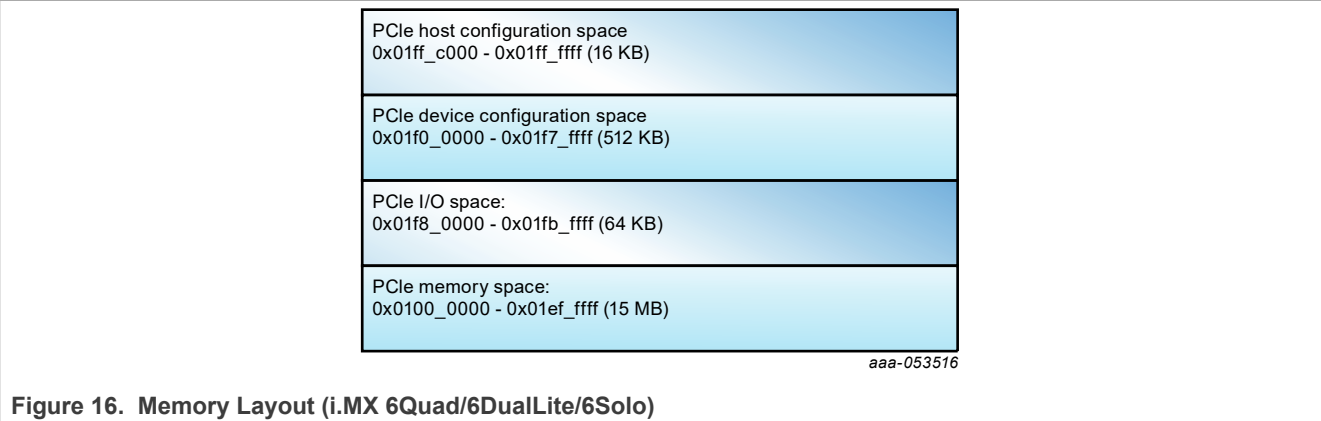 PCIe host configuration space
0x01ff_c000 - 0x01ff_ffff (16 KB)
PCIe device configuration space
0x01f0_0000 - 0x01f7_ffff (512 KB)
PCIe I/O space:
0x01f8_0000 - 0x01fb_ffff (64 KB)
PCIe memory space:
0x0100_0000 - 0x01ef_ffff (15 MB)
aaa-053516
Figure 16. Memory Layout (i.MX 6Quad/6DualLite/6Solo)